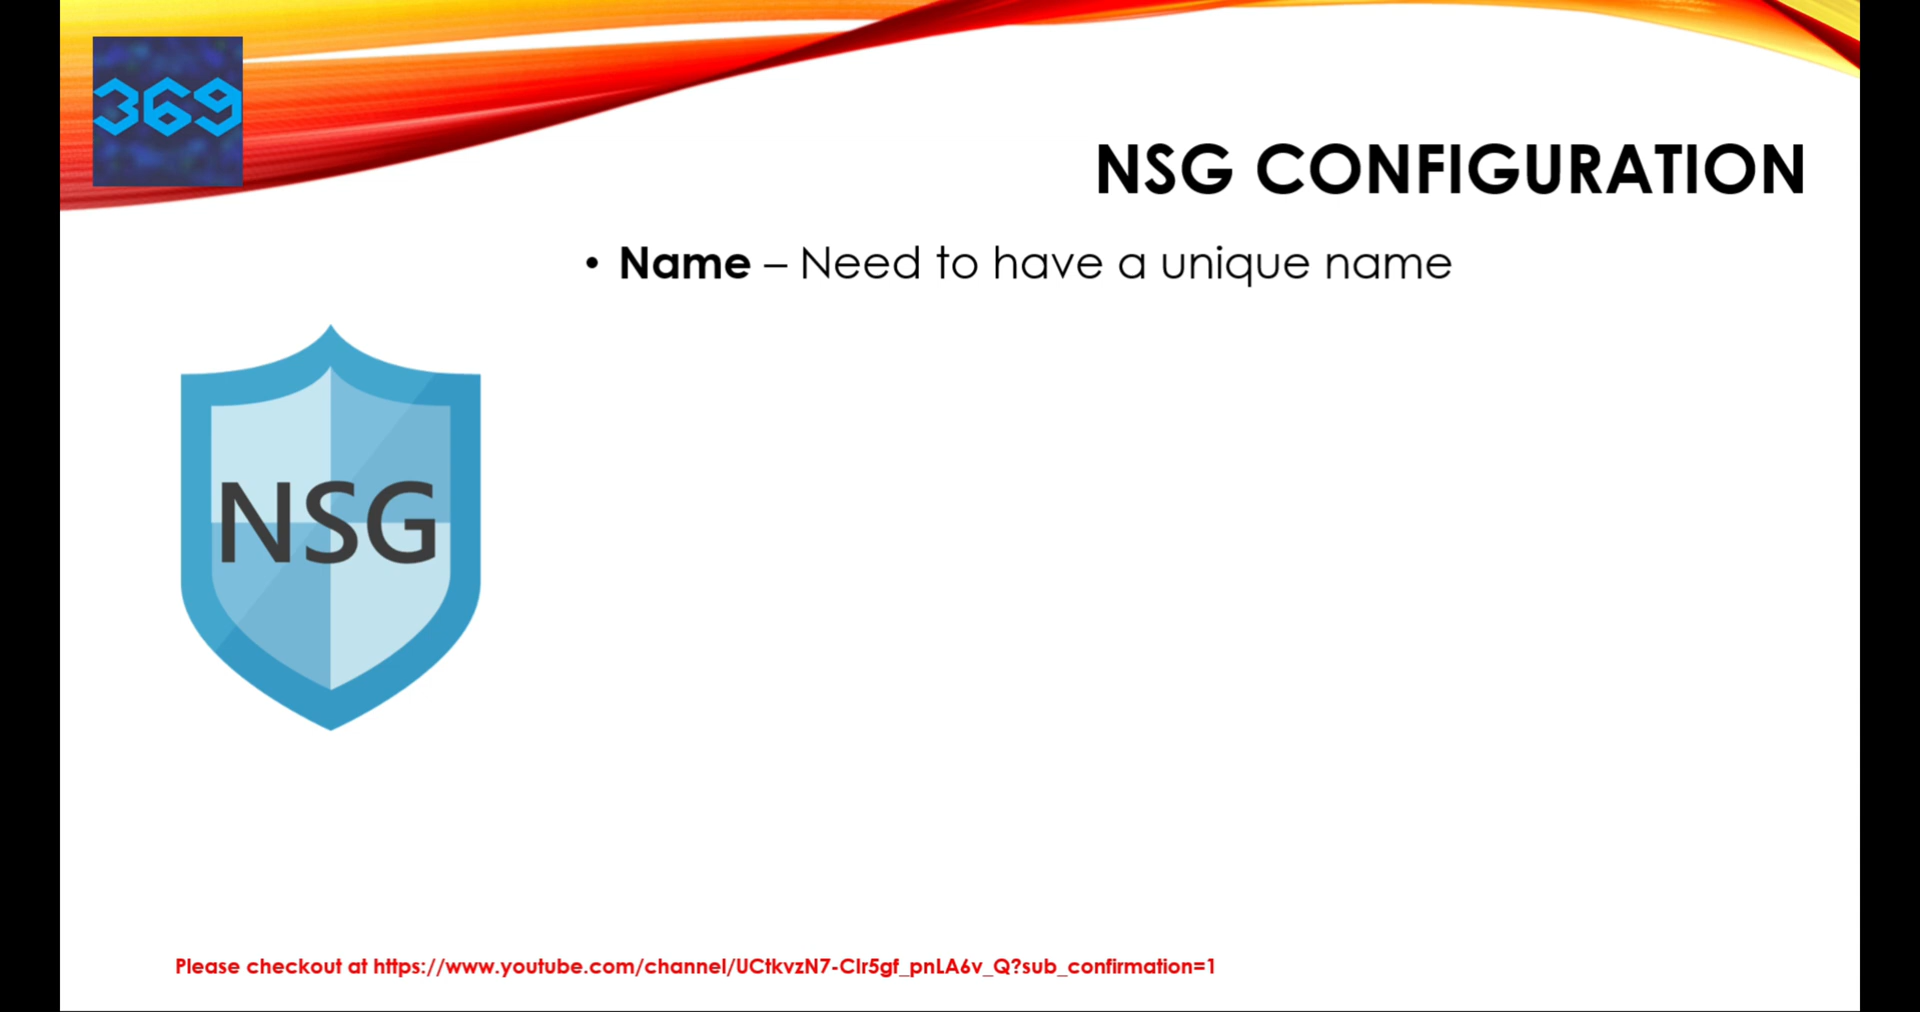 369
NSG CONFIGURATION
• Name – Need to have a unique name
NSG
Please checkout at https://www.youtube.com/channel/UCtkvzN7-CIr5gf_pnLA6v_Q?sub_confirmation=1